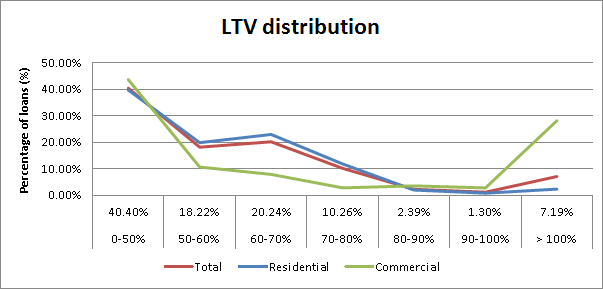 LTV distribution
Percentage of loans (%)
50.00%
40.00%
30.00%
20.00%
10.00%
0.00%
40.40% 18.22% 20.24% 10.26% 2.39% 1.30% 7.19%
0-50% 50-60% 60-70% 70-80% 80-90% 90-100% > 100%
Total Residential Commercial